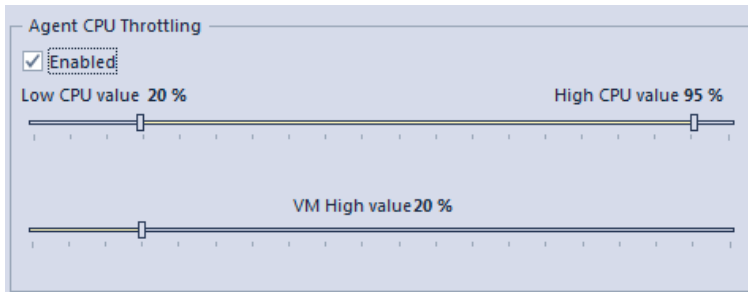 Agent CPU Throttling
Enabled
Low CPU value 20 % High CPU value 95 %
VM High value20 %